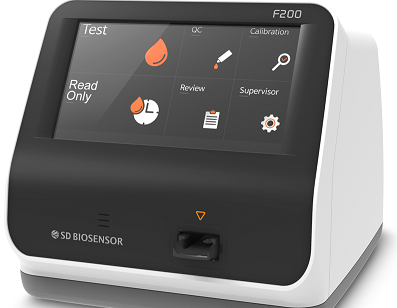 F200
Test
QC
Calibration
Read
Only
Review
Supervisor
SD BIOSENSOR